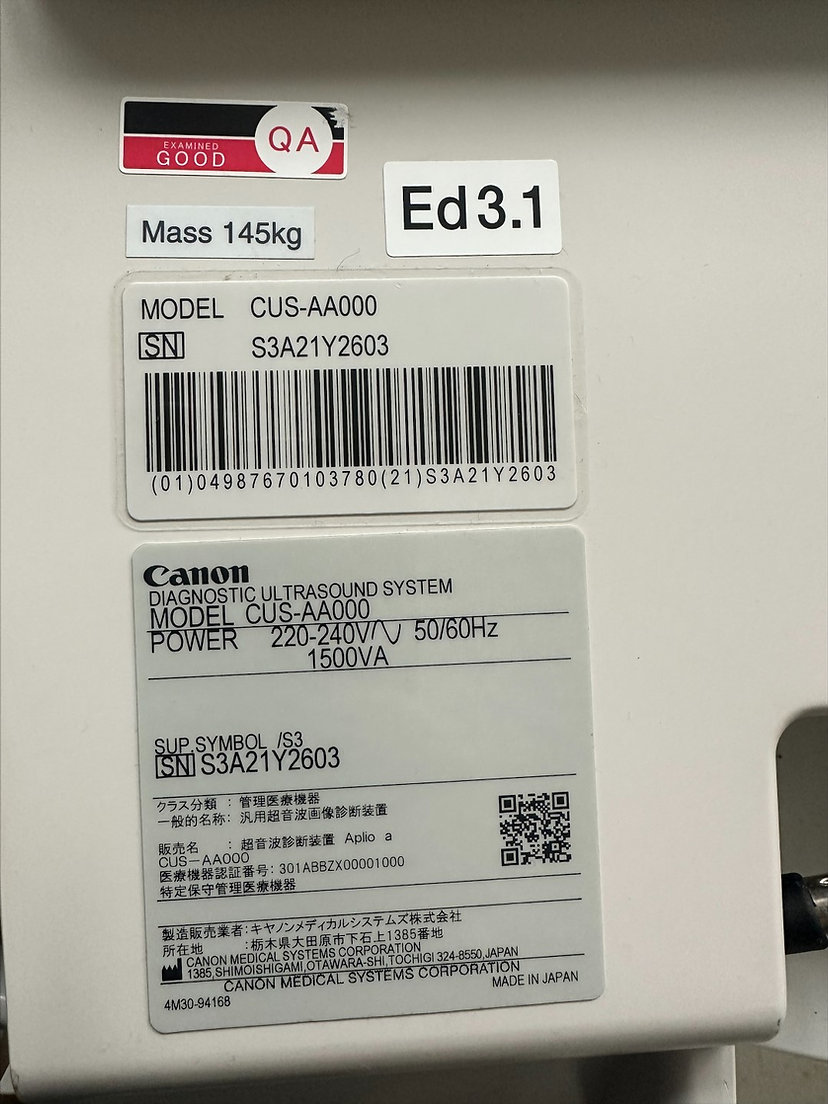 EXAMINED
GOOD
QA
Ed 3.1
Mass 145kg
MODEL CUS-AA000
SN S3A21Y2603
(01)04987670103780(21)S3A21Y2603
Canon
DIAGNOSTIC ULTRASOUND SYSTEM
MODEL CUS-AA000
POWER 220-240V∿ 50/60Hz
1500VA
SUP.SYMBOL /S3
SN S3A21Y2603
クラス分類 : 管理医療機器
一般的名称: 汎用超音波画像診断装置
販売名 : 超音波診断装置 Aplio a
CUS-AA000
医療機器認証番号: 301ABBZX00001000
特定保守管理医療機器
製造販売業者:キヤノンメディカルシステムズ株式会社
所在地 :栃木県大田原市下石上1385番地
CANON MEDICAL SYSTEMS CORPORATION
1385,SHIMOISHIGAMI,OTAWARA-SHI,TOCHIGI 324-8550,JAPAN
CANON MEDICAL SYSTEMS CORPORATION
MADE IN JAPAN
4M30-94168